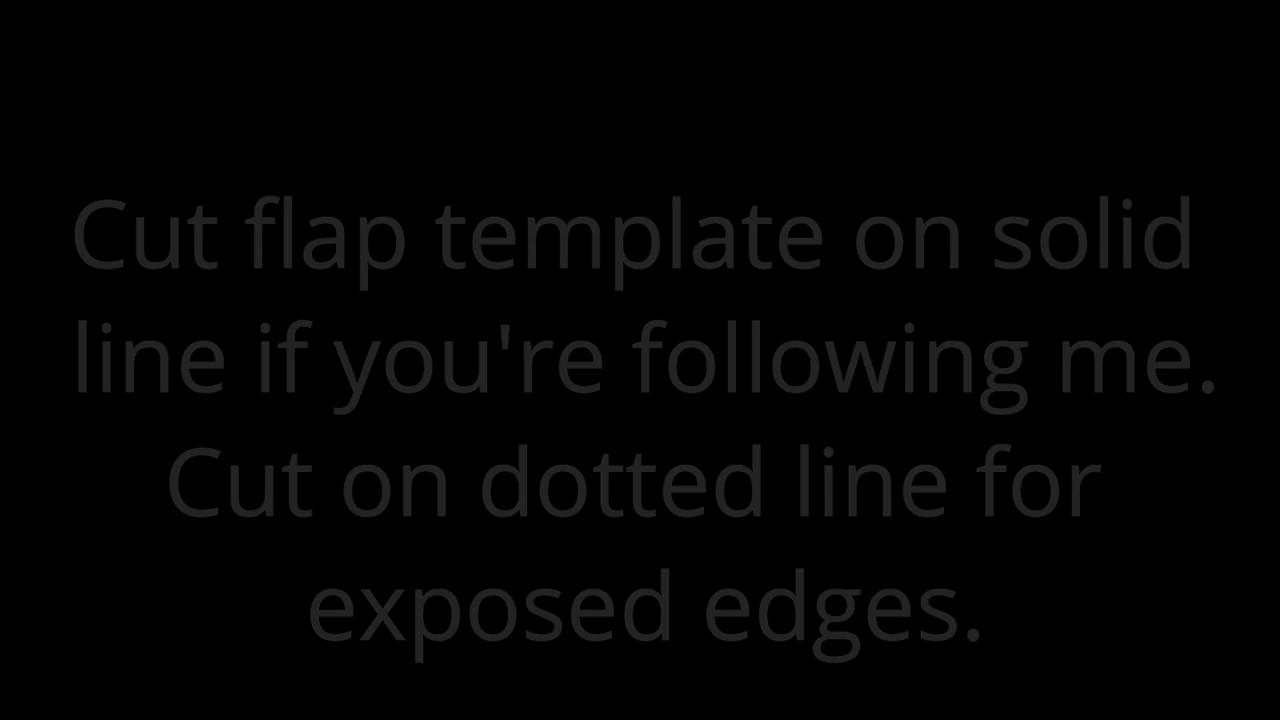 Cut flap template on solid
line if you're following me.
Cut on dotted line for
exposed edges.